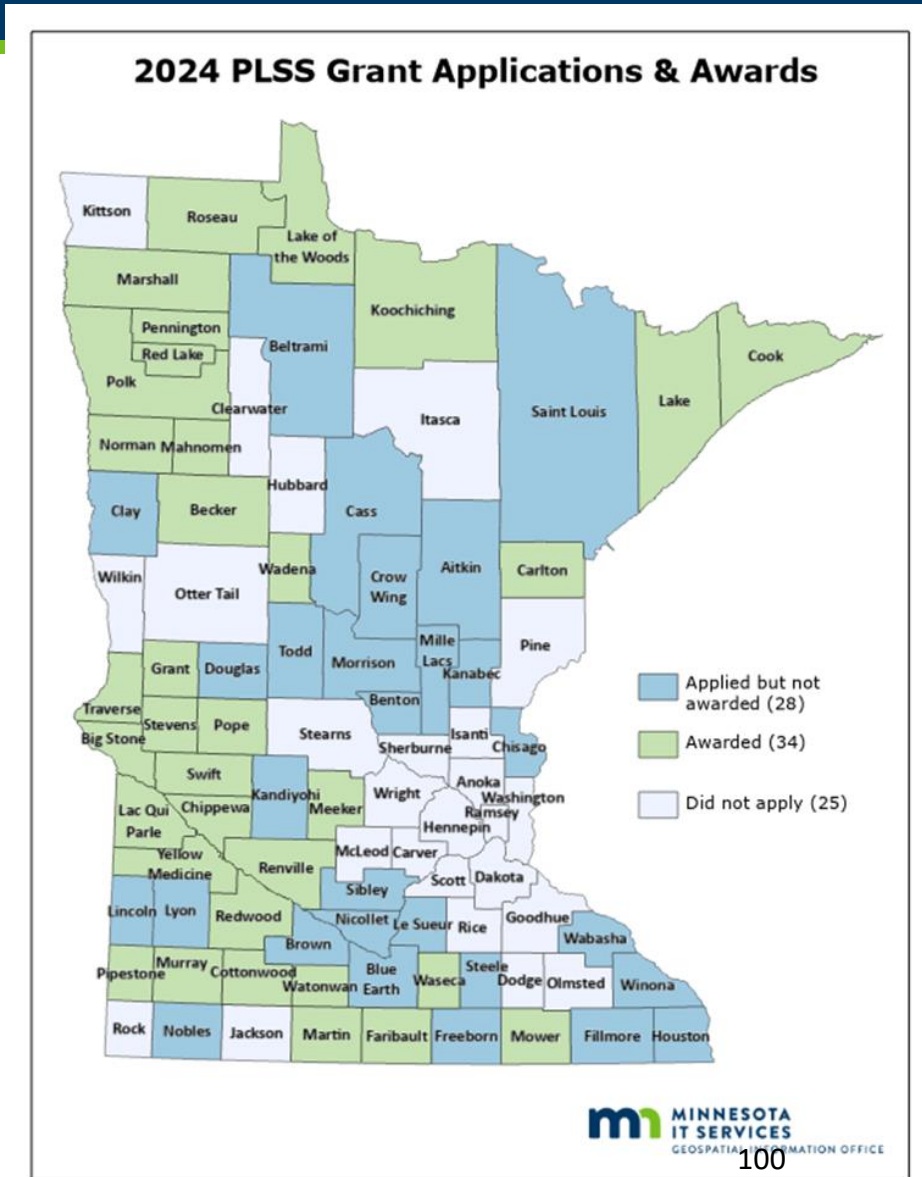 2024 PLSS Grant Applications & Awards
Kittson
Roseau
Lake of
the Woods
Marshall
Koochiching
Pennington
Red Lake
Beltrami
Polk
Clearwater
Itasca
Saint Louis
Lake
Cook
Norman
Mahnomen
Hubbard
Clay
Becker
Cass
Wadena
Aitkin
Carlton
Wilkin
Otter Tail
Crow
Wing
Pine
Todd
Morrison
Mille
Lacs
Kanabec
Grant
Douglas
Benton
Traverse
Stevens
Pope
Big Stone
Stearns
Sherburne
Isanti
Chisago
Swift
Kandiyohi
Meeker
Wright
Anoka
Washington
Ramsey
Hennepin
Lac Qui
Parle
Chippewa
McLeod
Carver
Yellow
Medicine
Renville
Scott
Dakota
Sibley
Lincoln
Lyon
Redwood
Nicollet
Le Sueur
Rice
Goodhue
Wabasha
Brown
Pipestone
Murray
Cottonwood
Watonwan
Blue
Earth
Waseca
Steele
Dodge
Olmsted
Winona
Rock
Nobles
Jackson
Martin
Faribault
Freeborn
Mower
Fillmore
Houston
Applied but not
awarded (28)
Awarded (34)
Did not apply (25)
mn MINNESOTA
IT SERVICES
GEOSPATIAL INFORMATION OFFICE
100